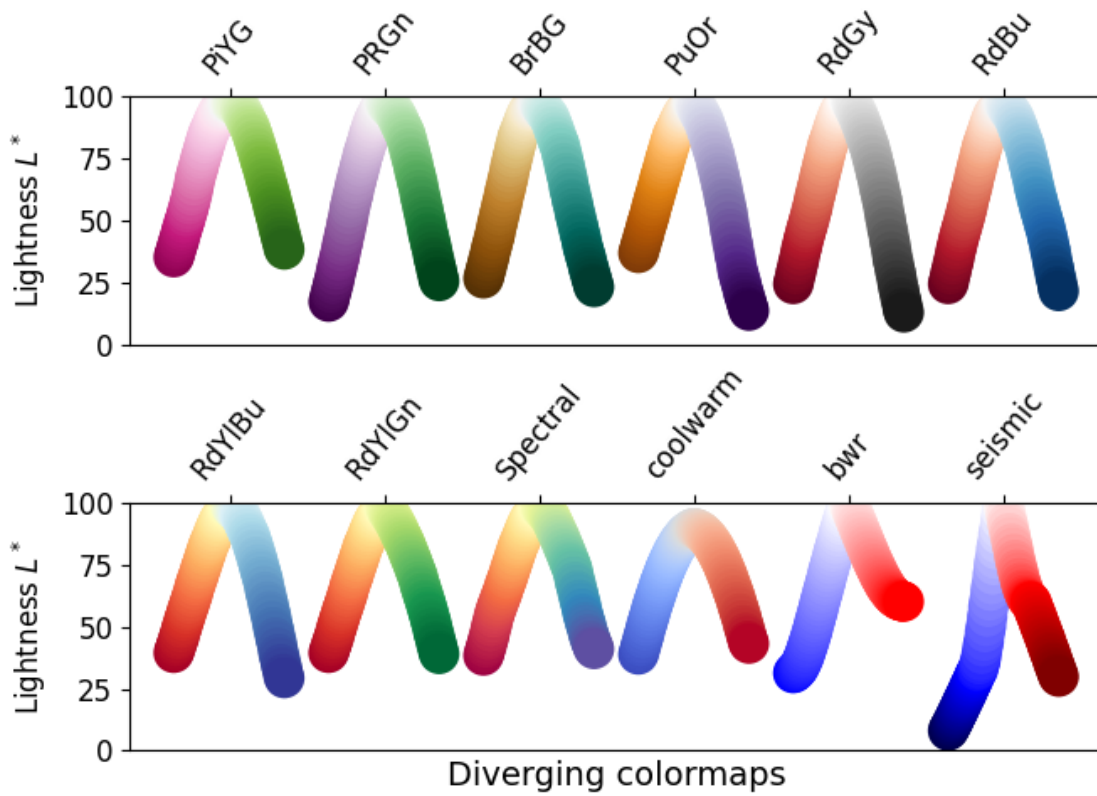 PiYG PRGn BrBG PuOr RdGy RdBu
100
75
50
25
0
Lightness L*
RdYlBu RdYlGn Spectral coolwarm bwr seismic
100
75
50
25
0
Lightness L*
Diverging colormaps